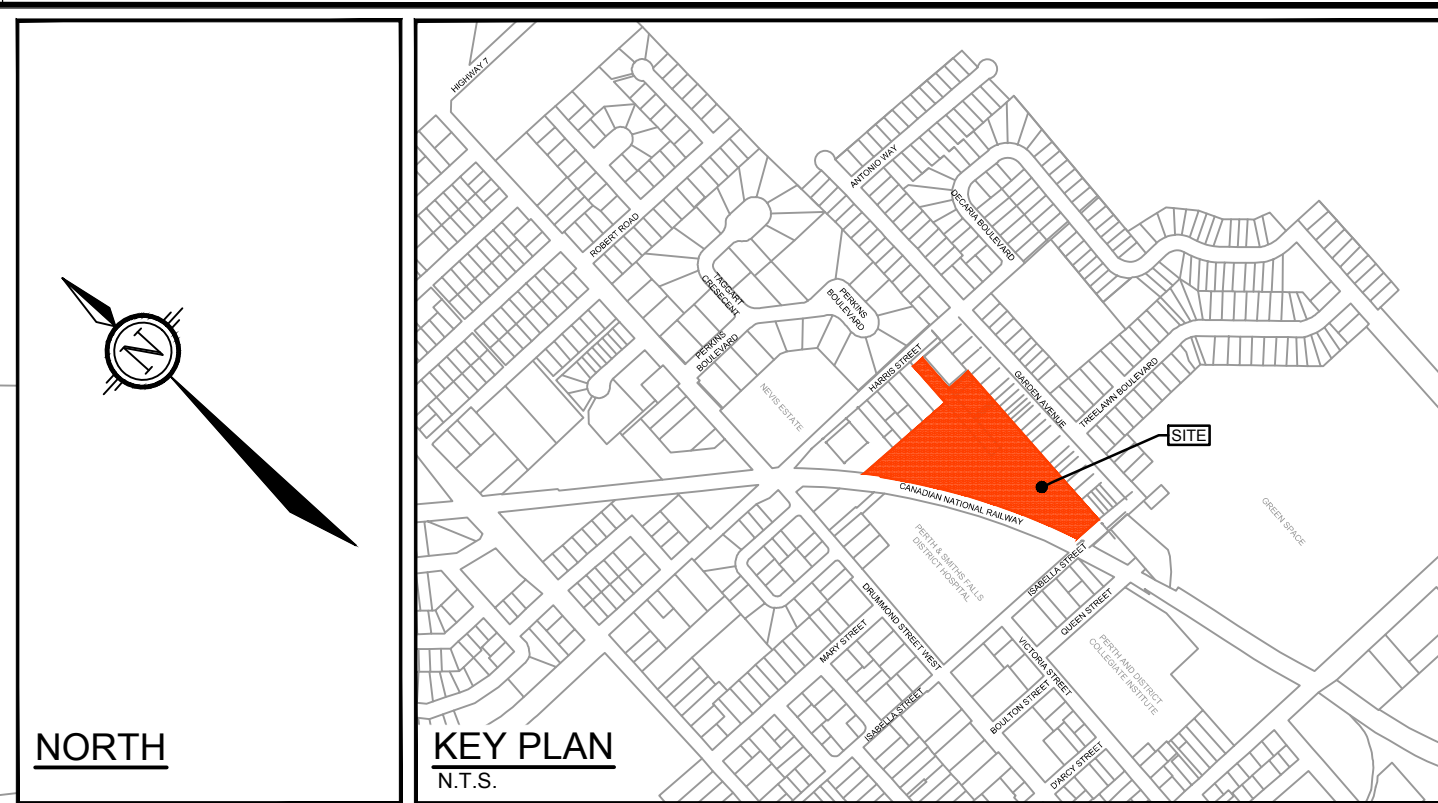 N
NORTH
HIGHWAY 7
ANTONIO WAY
ROBERT ROAD
DECARIA BOULEVARD
TAGGART
CRESECENT
PERKINS
BOULEVARD
PERKINS
BOULEVARD
HARRIS STREET
NEVIS ESTATE
GARDEN AVENUE
TREELAWN BOULEVARD
SITE
CANADIAN NATIONAL RAILWAY
GREEN SPACE
PERTH & SMITHS FALLS
DISTRICT HOSPITAL
ISABELLA STREET
DRUMMOND STREET WEST
QUEEN STREET
MARY STREET
VICTORIA STREET
PERTH AND DISTRICT
COLLEGIATE INSTITUTE
ISABELLA STREET
BOULTON STREET
D'ARCY STREET
KEY PLAN
N.T.S.